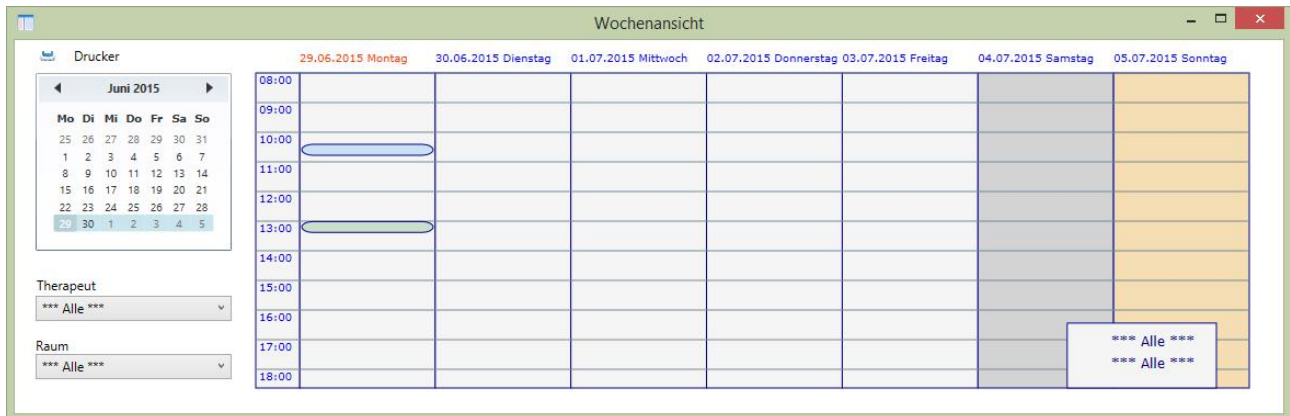 Wochenansicht
Drucker
Juni 2015
Mo Di Mi Do Fr Sa So
25 26 27 28 29 30 31
1 2 3 4 5 6 7
8 9 10 11 12 13 14
15 16 17 18 19 20 21
22 23 24 25 26 27 28
29 30 1 2 3 4 5
Therapeut
*** Alle ***
Raum
*** Alle ***
29.06.2015 Montag 30.06.2015 Dienstag 01.07.2015 Mittwoch 02.07.2015 Donnerstag 03.07.2015 Freitag 04.07.2015 Samstag 05.07.2015 Sonntag
08:00
09:00
10:00
11:00
12:00
13:00
14:00
15:00
16:00
17:00
18:00
*** Alle ***
*** Alle ***